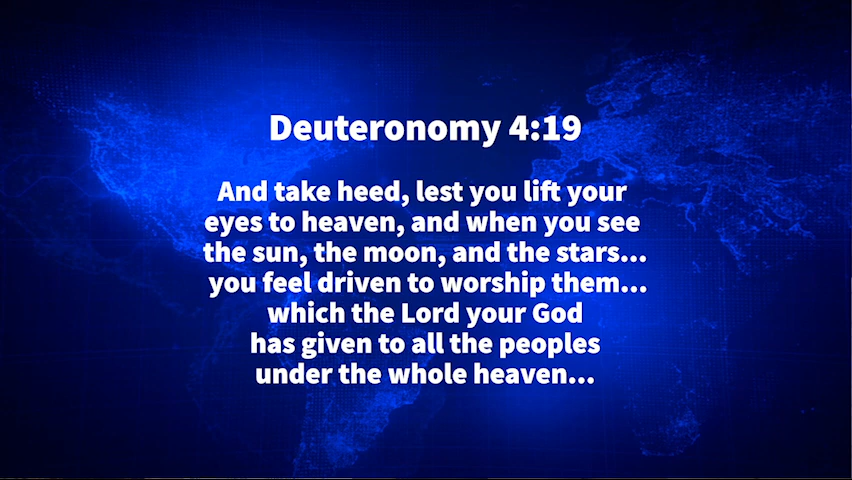 Deuteronomy 4:19
And take heed, lest you lift your
eyes to heaven, and when you see
the sun, the moon, and the stars...
you feel driven to worship them...
which the Lord your God
has given to all the peoples
under the whole heaven...